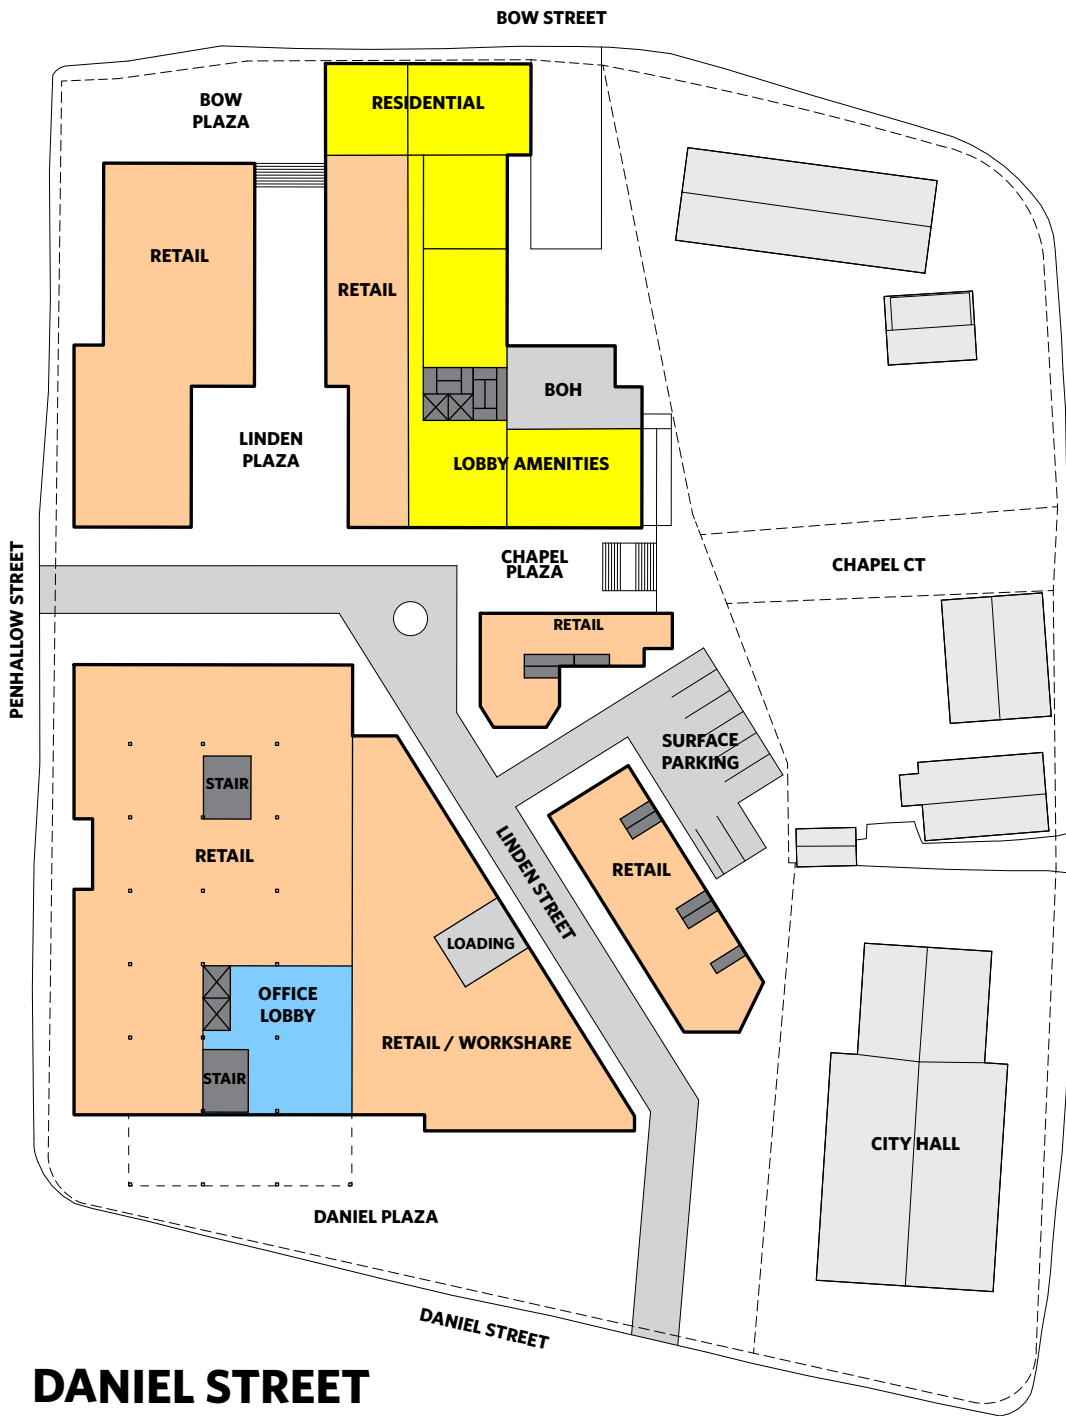 BOW STREET
BOW
PLAZA
RESIDENTIAL
RETAIL
RETAIL
BOH
LINDEN
PLAZA
LOBBY AMENITIES
CHAPEL
PLAZA
CHAPEL CT
PENHALLOW STREET
RETAIL
SURFACE
PARKING
STAIR
RETAIL
LINDEN STREET
RETAIL
LOADING
OFFICE
LOBBY
RETAIL / WORKSHARE
STAIR
CITY HALL
DANIEL PLAZA
DANIEL STREET
DANIEL STREET